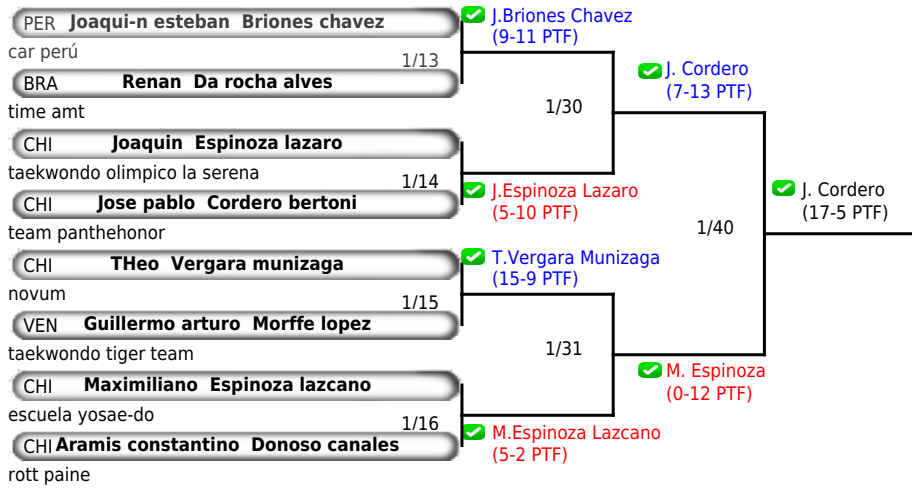 PER Joaqui-n esteban Briones chavez
car perú
1/13
BRA Renan Da rocha alves
time amt
CHI Joaquin Espinoza lazaro
taekwondo olimpico la serena
1/14
CHI Jose pablo Cordero bertoni
team panthehonor
CHI THeo Vergara munizaga
novum
1/15
VEN Guillermo arturo Morffe lopez
taekwondo tiger team
CHI Maximiliano Espinoza lazcano
escuela yosae-do
1/16
CHI Aramis constantino Donoso canales
rott paine
J.Briones Chavez
(9-11 PTF)
1/30
J.Espinoza Lazaro
(5-10 PTF)
T.Vergara Munizaga
(15-9 PTF)
1/31
M.Espinoza Lazcano
(5-2 PTF)
J. Cordero
(7-13 PTF)
1/40
M. Espinoza
(0-12 PTF)
J. Cordero
(17-5 PTF)